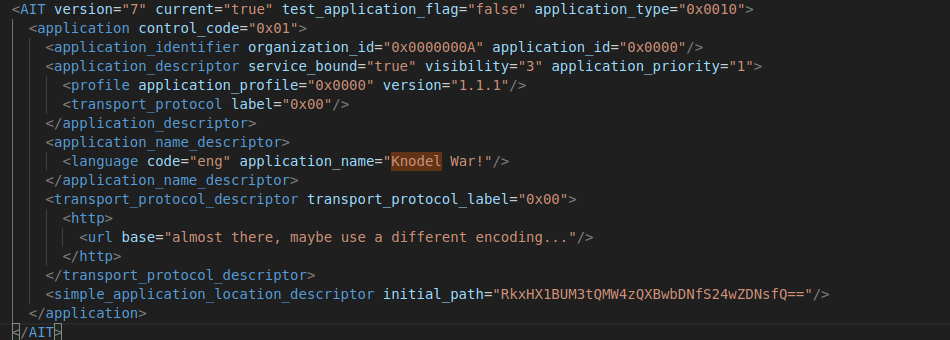 <AIT version="7" current="true" test_application_flag="false" application_type="0x0010">
<application control_code="0x01">
<application_identifier organization_id="0x0000000A" application_id="0x0000"/>
<application_descriptor service_bound="true" visibility="3" application_priority="1">
<profile application_profile="0x0000" version="1.1.1"/>
<transport_protocol label="0x00"/>
</application_descriptor>
<application_name_descriptor>
<language code="eng" application_name="Knodel War!"/>
</application_name_descriptor>
<transport_protocol_descriptor transport_protocol_label="0x00">
<http>
<url base="almost there, maybe use a different encoding..."/>
</http>
</transport_protocol_descriptor>
<simple_application_location_descriptor initial_path="RkxHX1BUM3tQMW4zQXBwbDNfS24wZDNsfQ=="/>
</application>
</AIT>